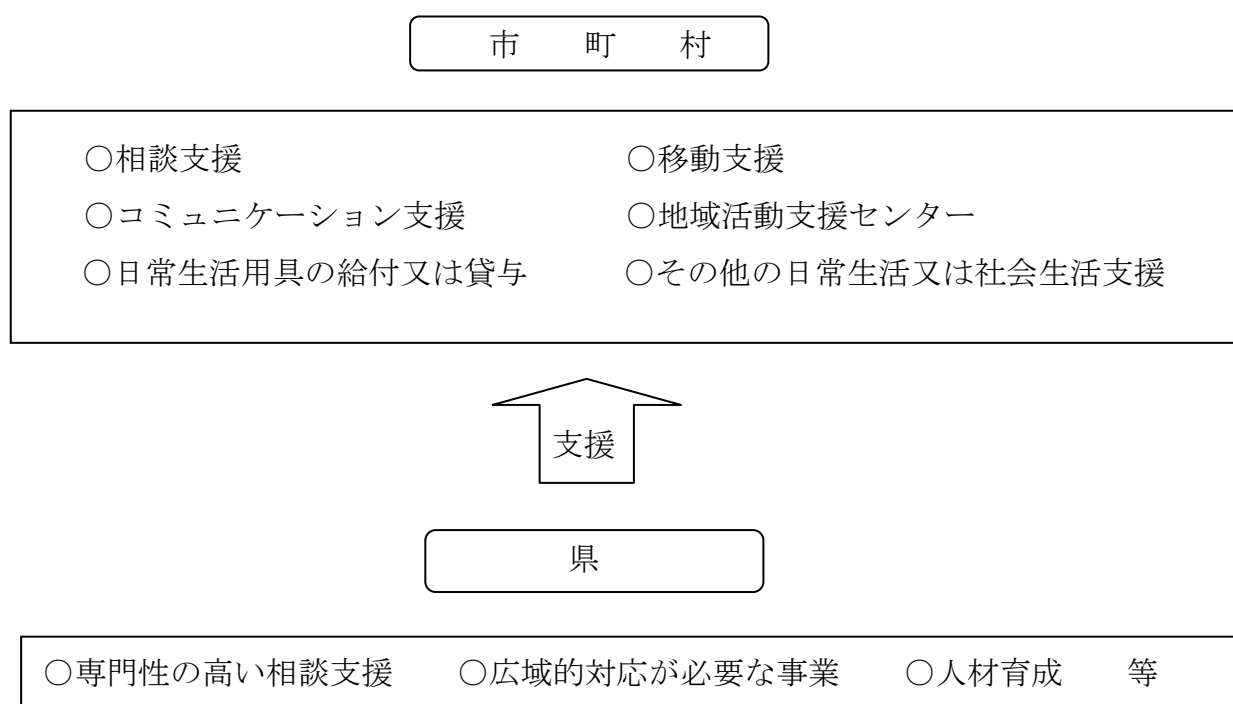 市　町　村
○相談支援　○移動支援
○コミュニケーション支援　○地域活動支援センター
○日常生活用具の給付又は貸与　○その他の日常生活又は社会生活支援
支援
県
○専門性の高い相談支援　○広域的対応が必要な事業　○人材育成　等